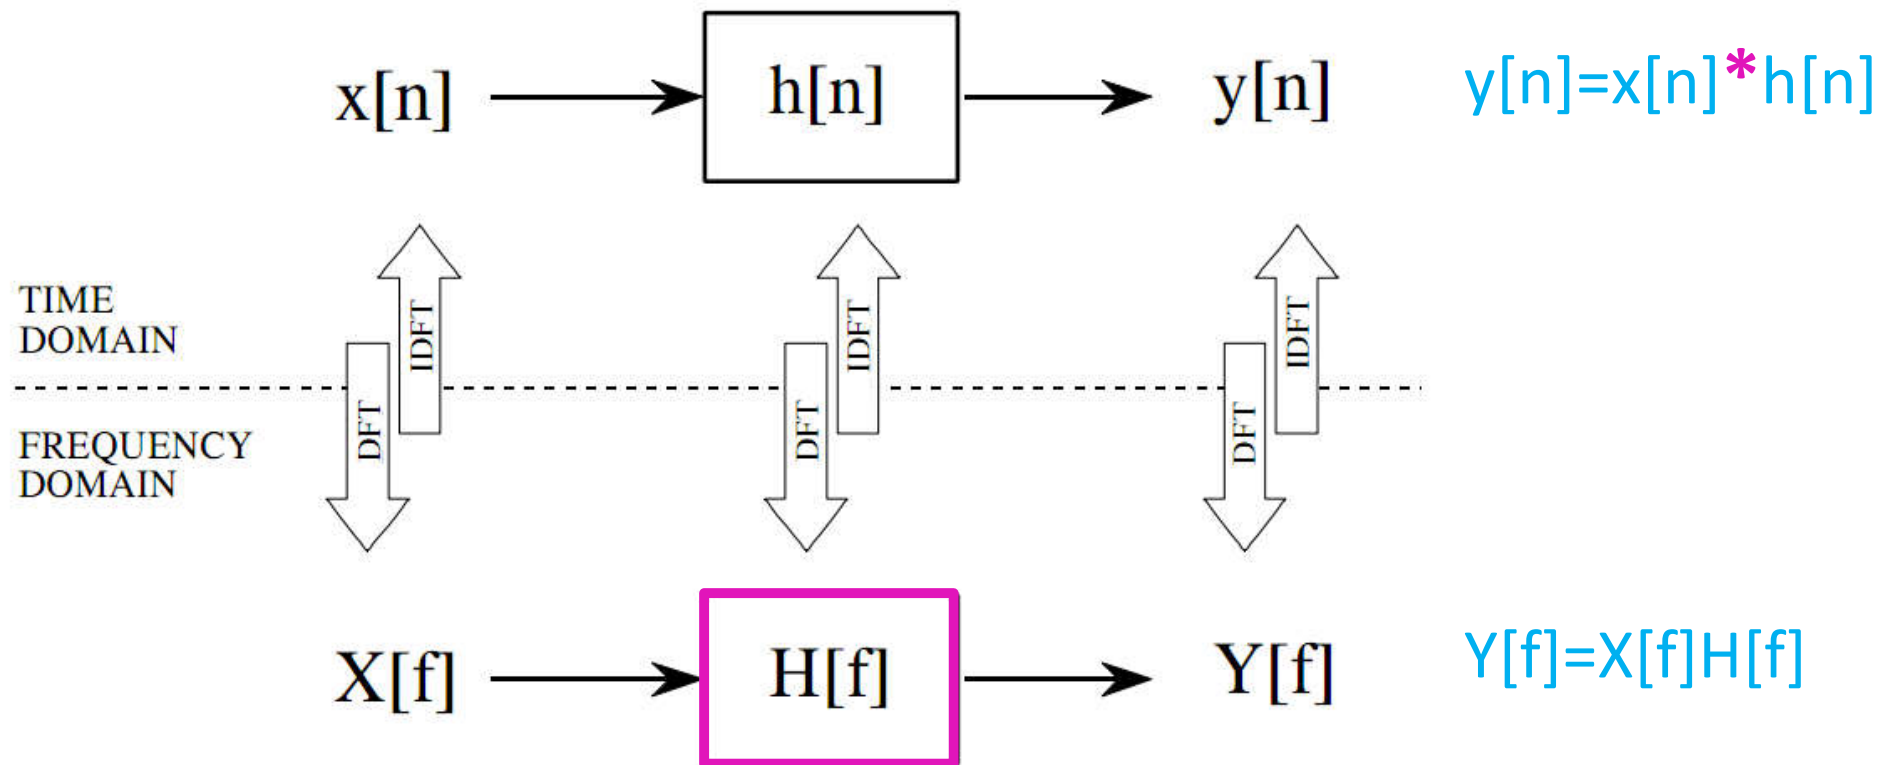 x[n]
h[n]
y[n]
y[n]=x[n]*h[n]
TIME
DOMAIN
IDFT
IDFT
IDFT
DFT
DFT
DFT
FREQUENCY
DOMAIN
X[f]
H[f]
Y[f]
Y[f]=X[f]H[f]